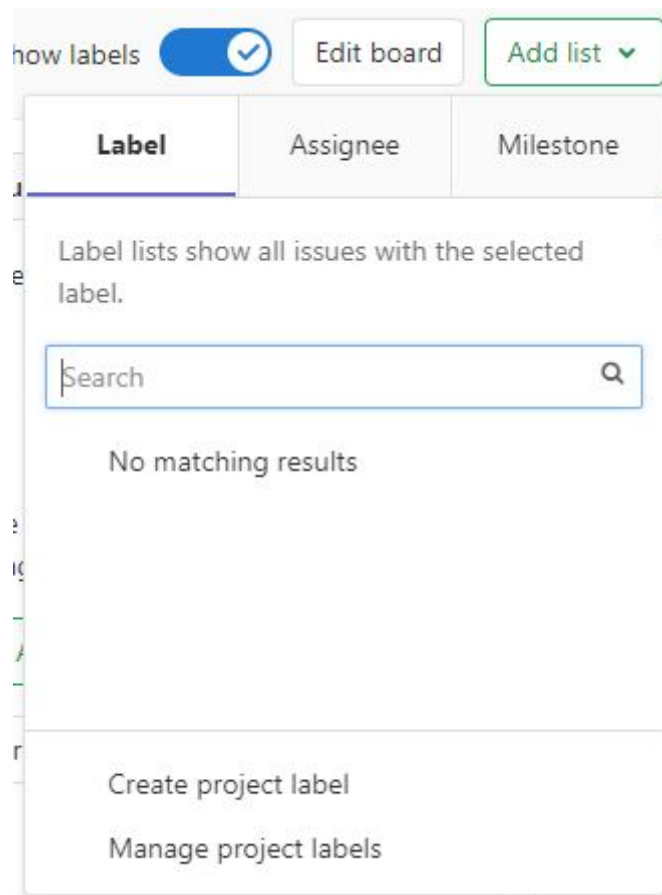 labels Edit board Add list
Label Assignee Milestone
Label lists show all issues with the selected
label.
Search
No matching results
Create project label
Manage project labels